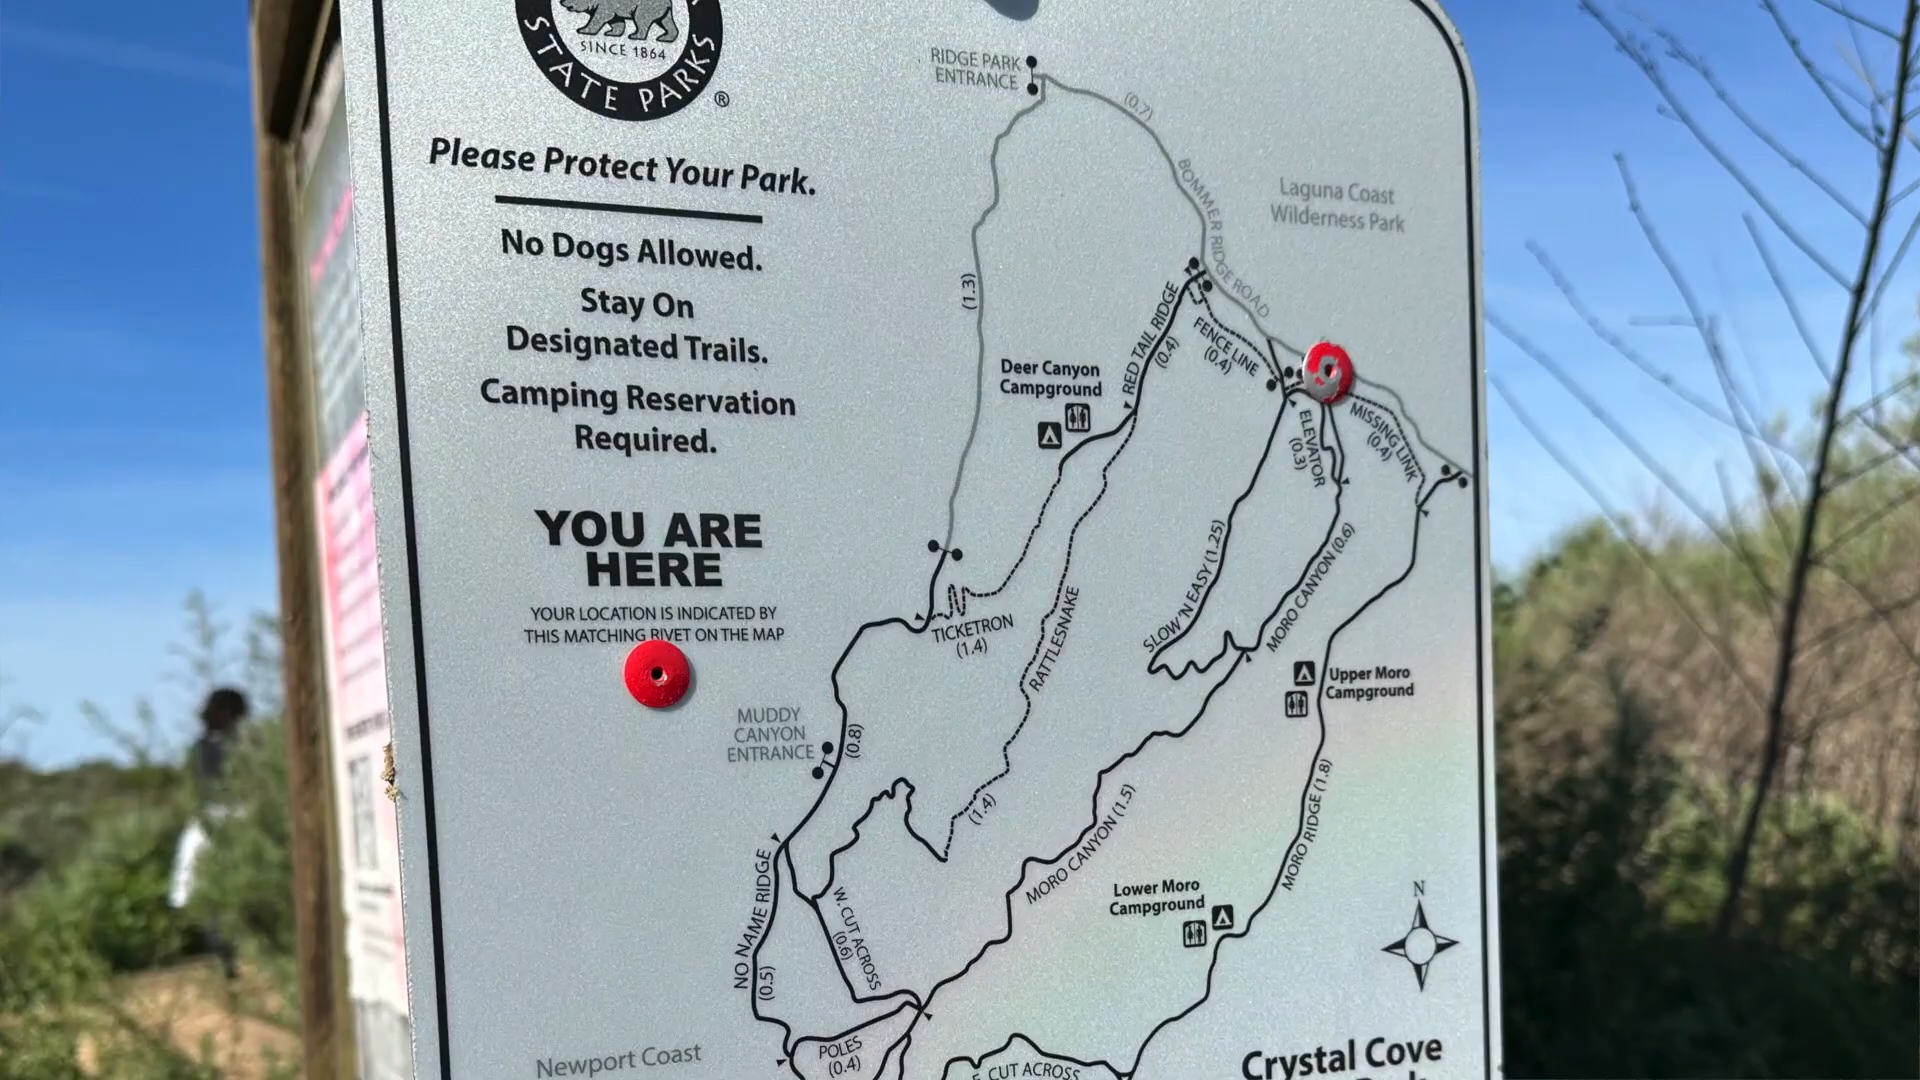 SINCE 1864
STATE PARKS
®
Please Protect Your Park.
No Dogs Allowed.
Stay On
Designated Trails.
Camping Reservation
Required.
YOU ARE
HERE
YOUR LOCATION IS INDICATED BY
THIS MATCHING RIVET ON THE MAP
RIDGE PARK
ENTRANCE
(0.7)
BOMMER RIDGE ROAD
Laguna Coast
Wilderness Park
(1.3)
RED TAIL RIDGE
(0.4)
FENCE LINE
(0.4)
Deer Canyon
Campground
ELEVATOR
(0.3)
MISSING LINK
(0.4)
SLOW 'N EASY (1.25)
MORO CANYON (0.6)
TICKETRON
(1.4)
RATTLESNAKE
(1.4)
Upper Moro
Campground
MUDDY
CANYON
ENTRANCE
(0.8)
MORO CANYON (1.5)
MORO RIDGE (1.8)
Lower Moro
Campground
N
NO NAME RIDGE
(0.5)
W. CUT ACROSS
(0.6)
POLES
(0.4)
Newport Coast
E. CUT ACROSS
Crystal Cove